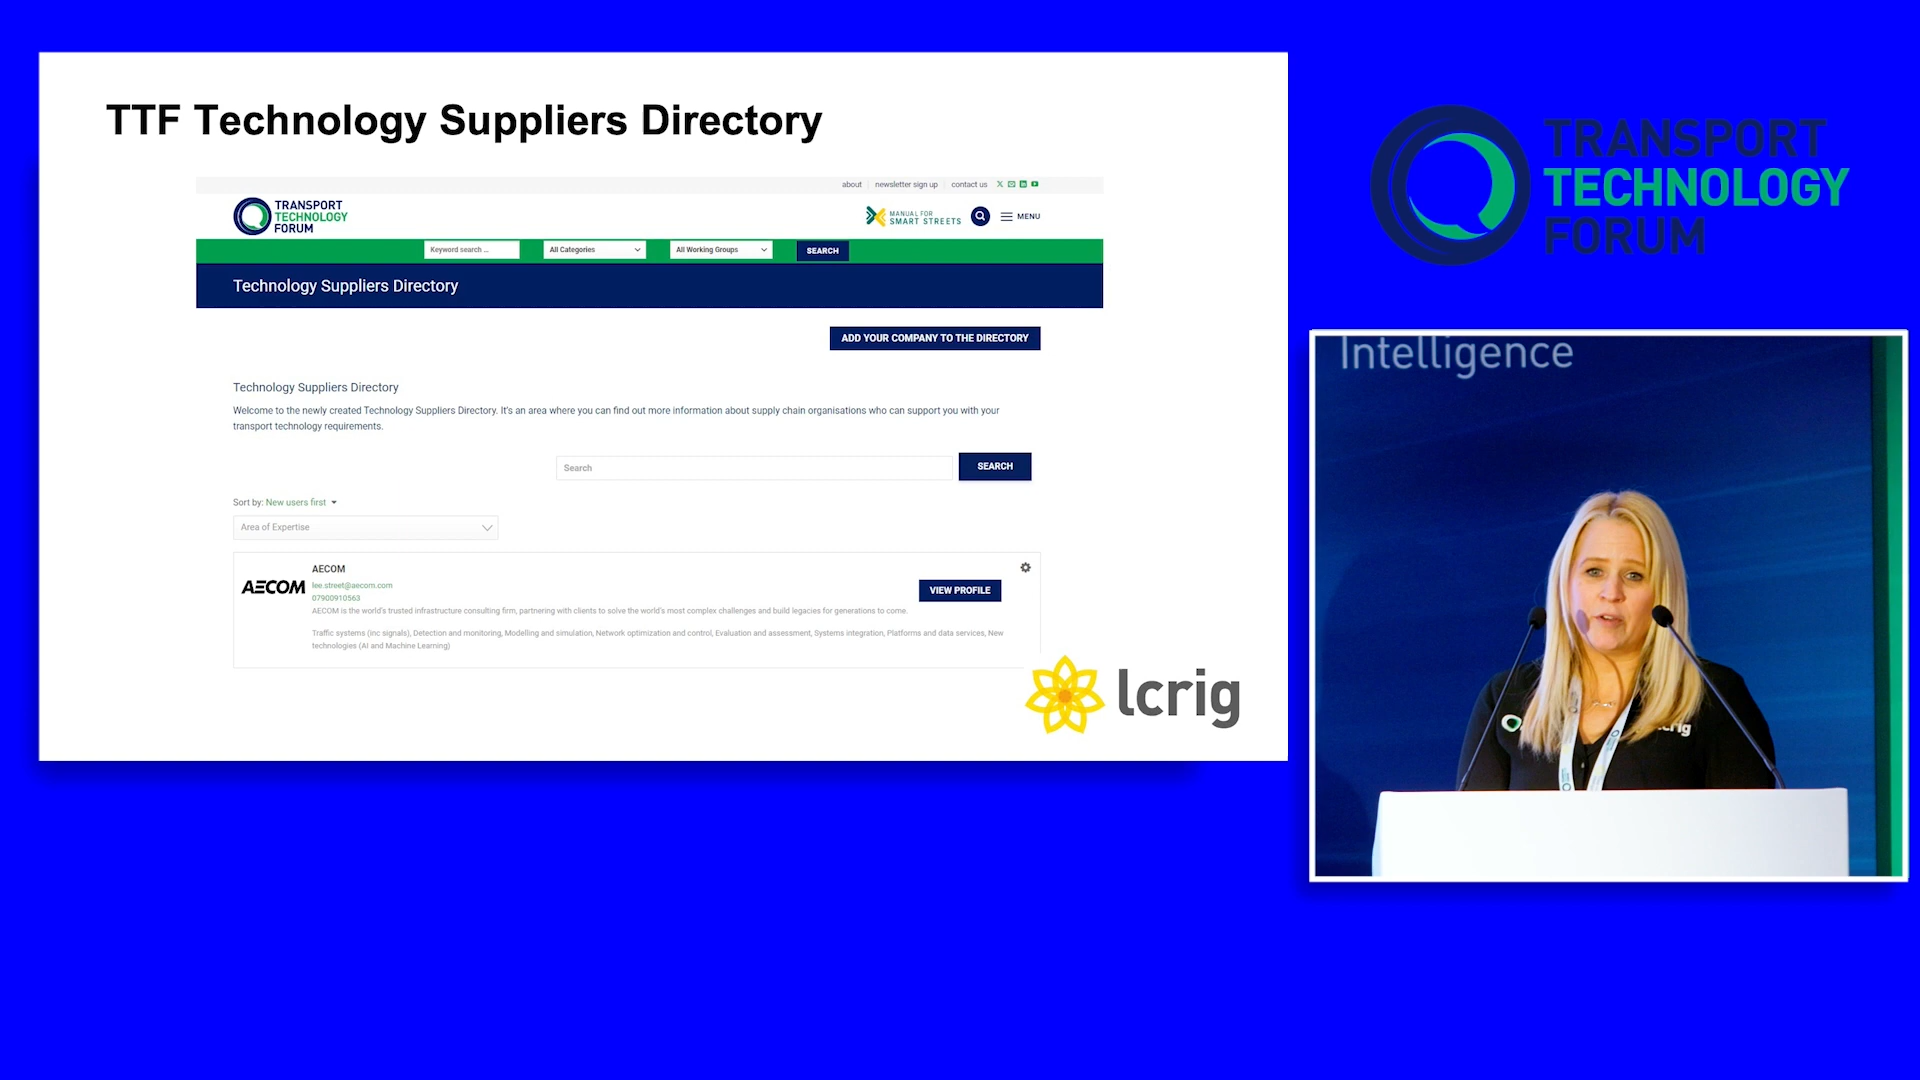 TTF Technology Suppliers Directory
about
newsletter sign up
contact us
TRANSPORT
TECHNOLOGY
FORUM
MANUAL FOR
SMART STREETS
MENU
Keyword search ...
All Categories
All Working Groups
SEARCH
Technology Suppliers Directory
ADD YOUR COMPANY TO THE DIRECTORY
Technology Suppliers Directory
Welcome to the newly created Technology Suppliers Directory. It's an area where you can find out more information about supply chain organisations who can support you with your
transport technology requirements.
Search
SEARCH
Sort by: New users first
Area of Expertise
AECOM
AECOM
lee.street@aecom.com
07900910563
VIEW PROFILE
AECOM is the world's trusted infrastructure consulting firm, partnering with clients to solve the world's most complex challenges and build legacies for generations to come.
Traffic systems (inc signals), Detection and monitoring, Modelling and simulation, Network optimization and control, Evaluation and assessment, Systems integration, Platforms and data services, New
technologies (AI and Machine Learning)
lcrig
TRANSPORT
TECHNOLOGY
FORUM
Intelligence